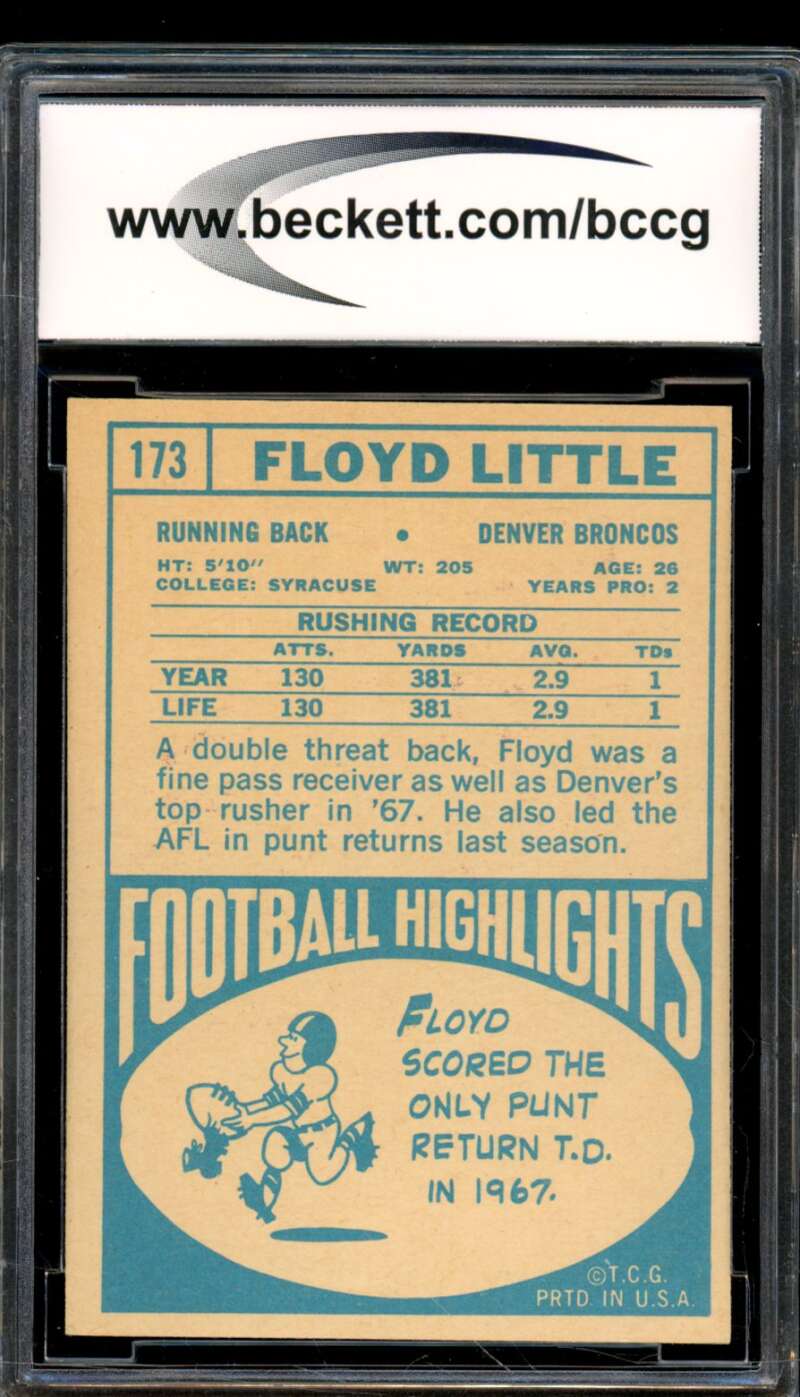 www.beckett.com/bccg
173 FLOYD LITTLE
RUNNING BACK • DENVER BRONCOS
HT: 5'10" WT: 205 AGE: 26
COLLEGE: SYRACUSE YEARS PRO: 2
RUSHING RECORD
ATTS. YARDS AVG. TDs
YEAR 130 381 2.9 1
LIFE 130 381 2.9 1
A double threat back, Floyd was a
fine pass receiver as well as Denver's
top rusher in '67. He also led the
AFL in punt returns last season.
FOOTBALL HIGHLIGHTS
FLOYD
SCORED THE
ONLY PUNT
RETURN T.D.
IN 1967.
©T.C.G.
PRTD. IN U.S.A.